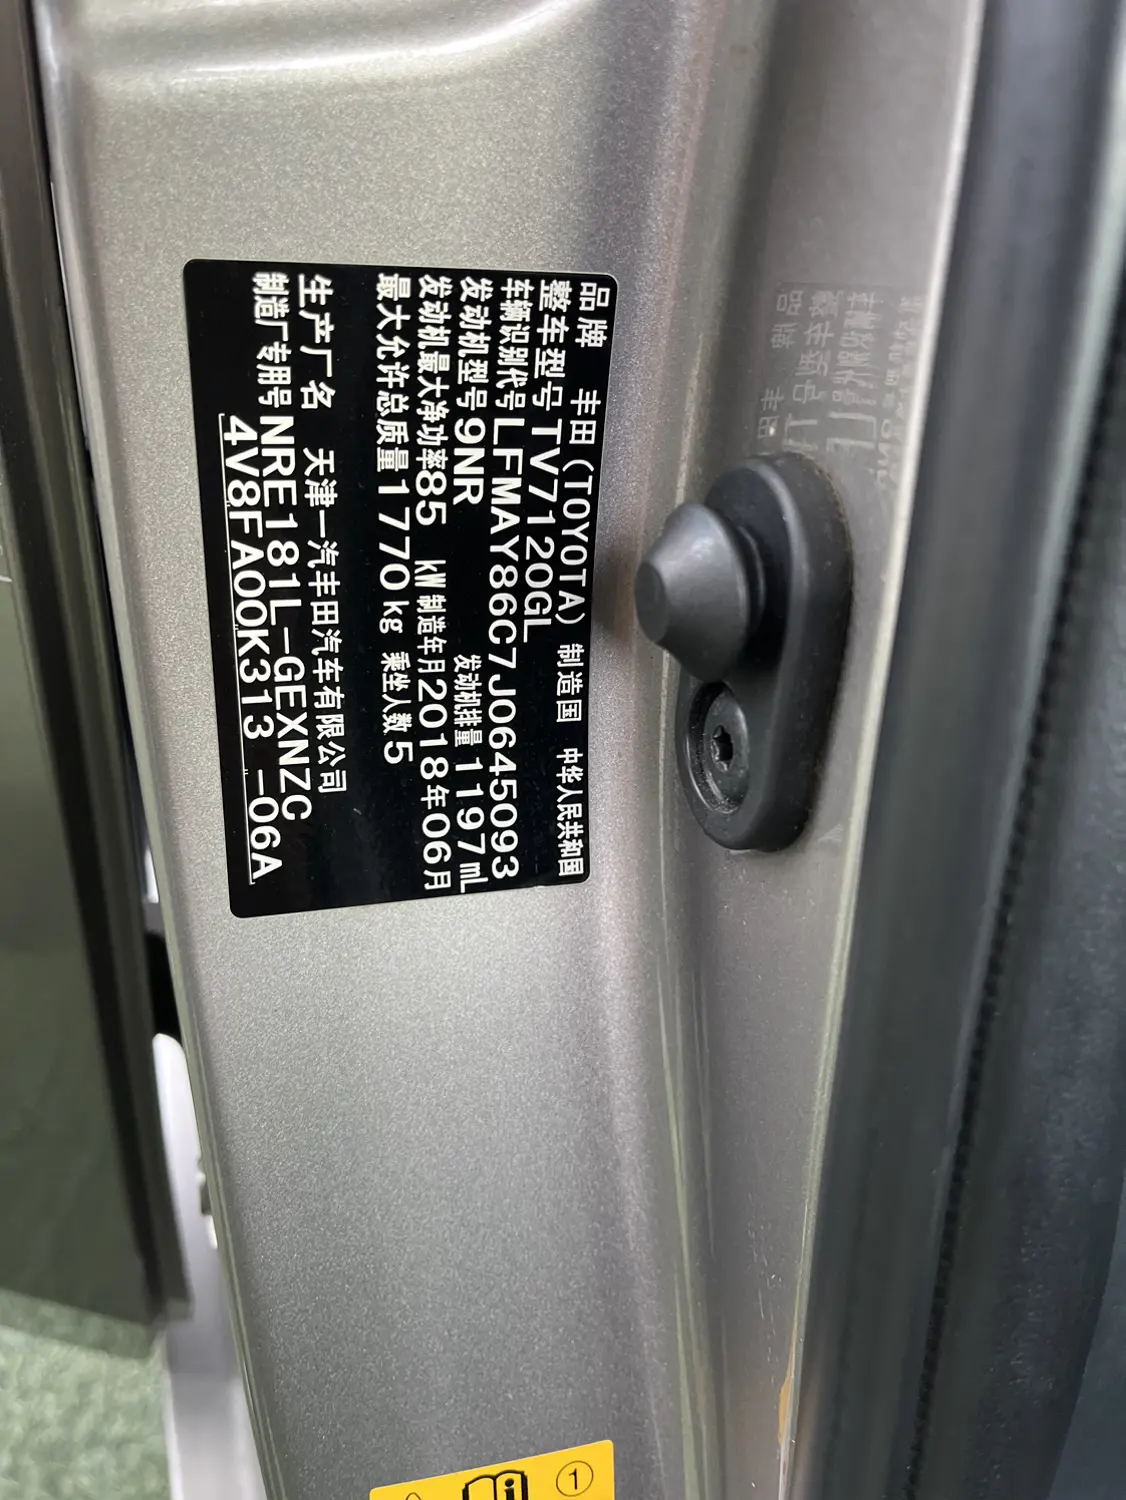 品牌 丰田(TOYOTA) 制造国 中华人民共和国
整车型号 TV7120GL
车辆识别代号 LFMAY86C7J0645093
发动机型号 9NR 发动机排量 1197mL
发动机最大净功率 85 kW 制造年月 2018年06月
最大允许总质量 1770kg 乘坐人数 5
生产厂名 天津一汽丰田汽车有限公司
制造厂专用号 NRE181L-GEXNZC
4V8FA00K313 -06A
1